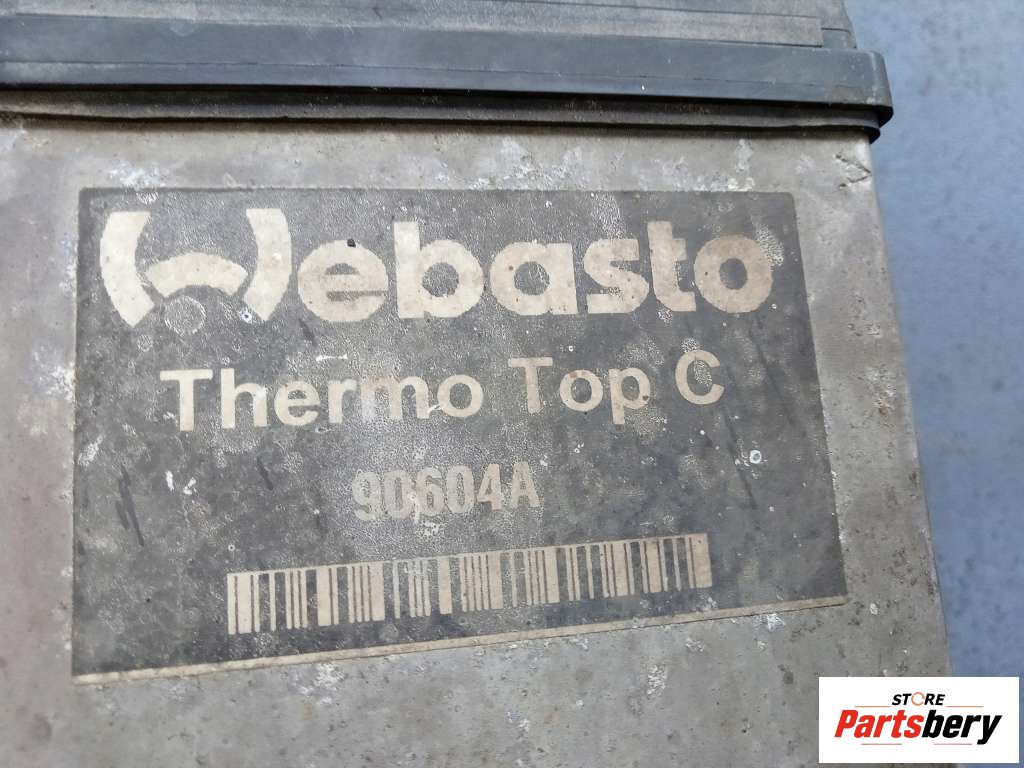 Webasto
Thermo Top C
90604A
STORE
Partsbery